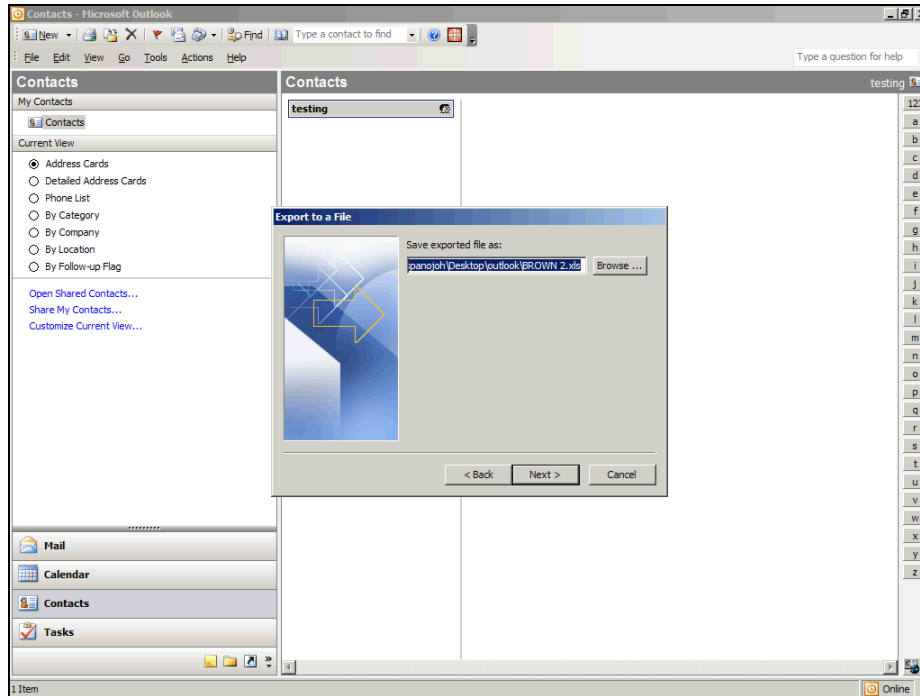 Contacts - Microsoft Outlook
New Find Type a contact to find
File Edit View Go Tools Actions Help Type a question for help
Contacts
My Contacts
Contacts
Current View
Address Cards
Detailed Address Cards
Phone List
By Category
By Company
By Location
By Follow-up Flag
Open Shared Contacts...
Share My Contacts...
Customize Current View...
Mail
Calendar
Contacts
Tasks
Contacts testing
testing
Export to a File
Save exported file as:
panojoh\Desktop\outlook\BROWN 2.xls Browse ...
< Back Next > Cancel
a
b
c
d
e
f
g
h
i
j
k
l
m
n
o
p
q
r
s
t
u
v
w
x
y
z
1 Item Online